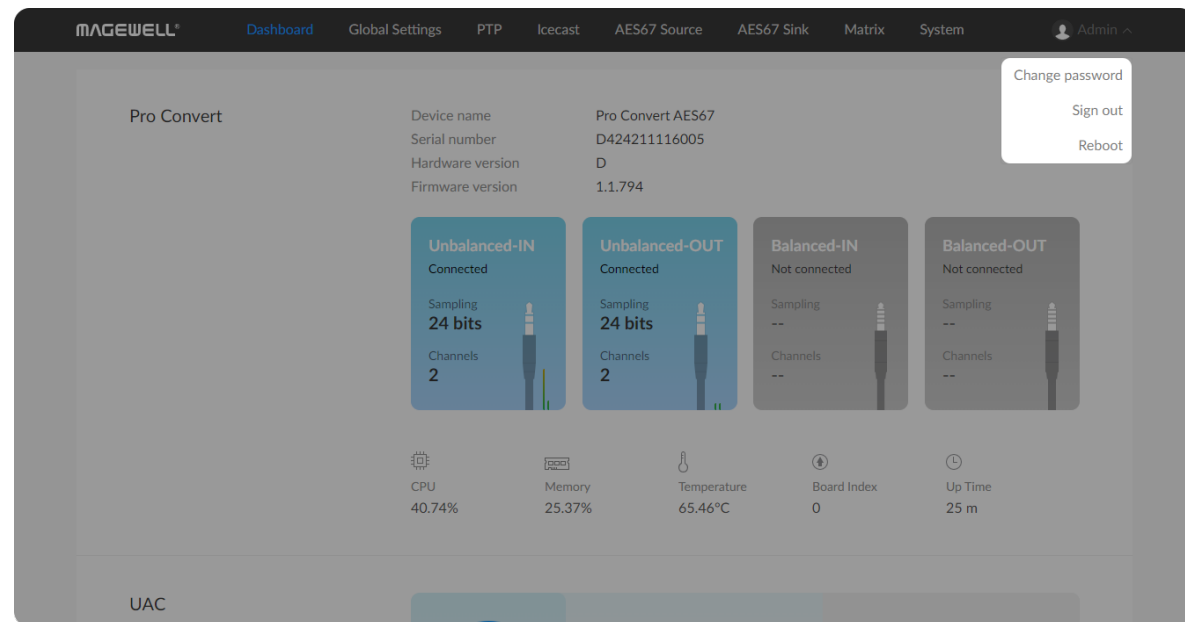 MAGEWELL® Dashboard Global Settings PTP Icecast AES67 Source AES67 Sink Matrix System Admin
Change password
Sign out
Reboot
Pro Convert
Device name Pro Convert AES67
Serial number D424211116005
Hardware version D
Firmware version 1.1.794
Unbalanced-IN
Connected
Sampling
24 bits
Channels
2
Unbalanced-OUT
Connected
Sampling
24 bits
Channels
2
Balanced-IN
Not connected
Sampling
--
Channels
--
Balanced-OUT
Not connected
Sampling
--
Channels
--
CPU
40.74%
Memory
25.37%
Temperature
65.46°C
Board Index
0
Up Time
25 m
UAC